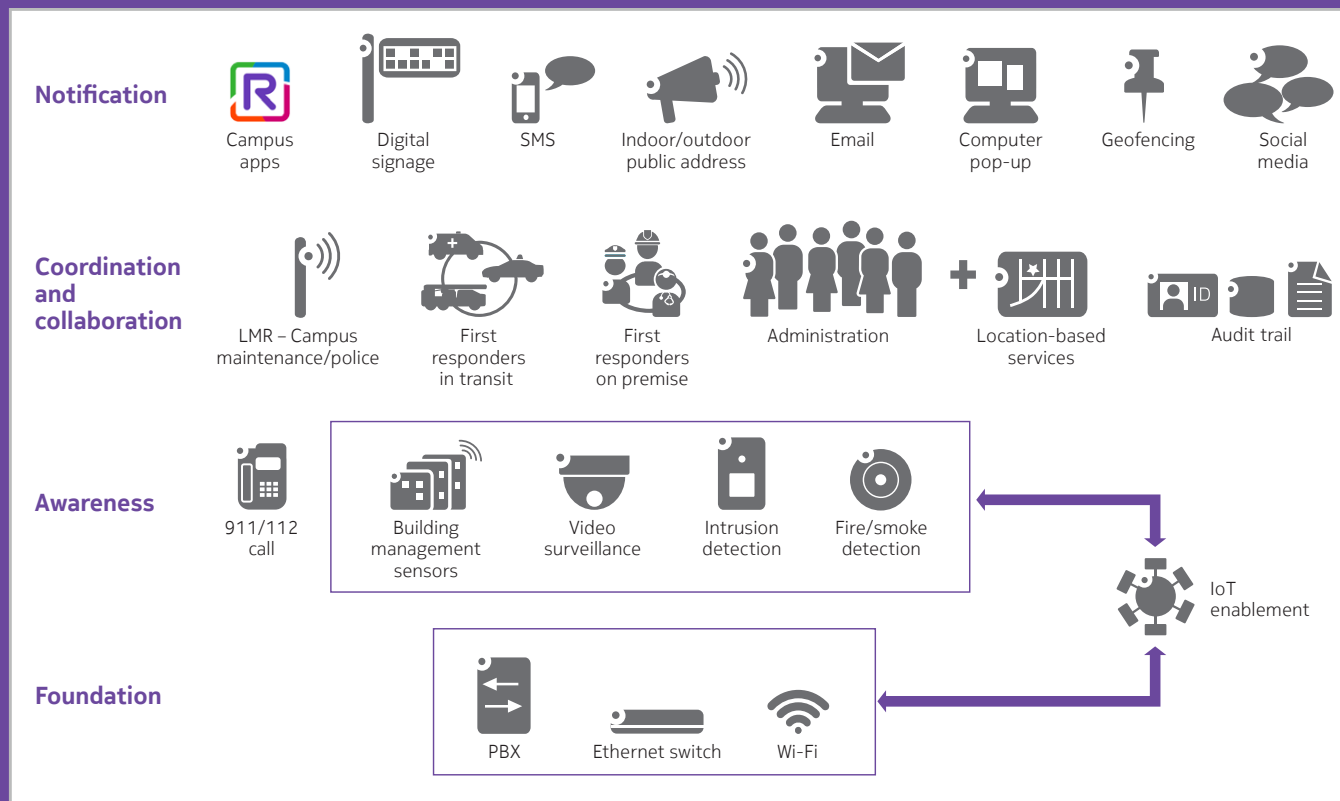 Notification
R
Campus
apps
Digital
signage
SMS
Indoor/outdoor
public address
Email
Computer
pop-up
Geofencing
Social
media
Coordination
and
collaboration
LMR – Campus
maintenance/police
First
responders
in transit
First
responders
on premise
Administration
+
Location-based
services
ID
Audit trail
Awareness
911/112
call
Building
management
sensors
Video
surveillance
Intrusion
detection
Fire/smoke
detection
IoT
enablement
Foundation
PBX
Ethernet switch
Wi-Fi